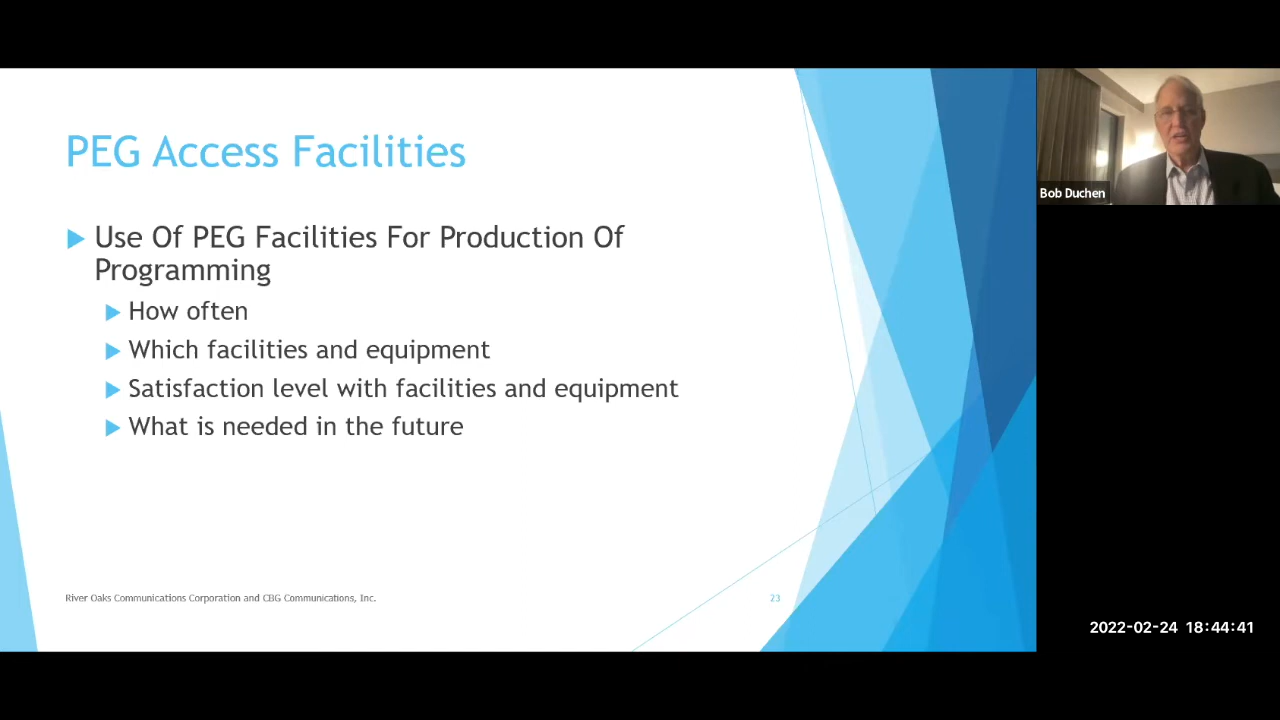 PEG Access Facilities
Use Of PEG Facilities For Production Of
Programming
How often
Which facilities and equipment
Satisfaction level with facilities and equipment
What is needed in the future
River Oaks Communications Corporation and CBG Communications, Inc.
23
Bob Duchen
2022-02-24 18:44:41